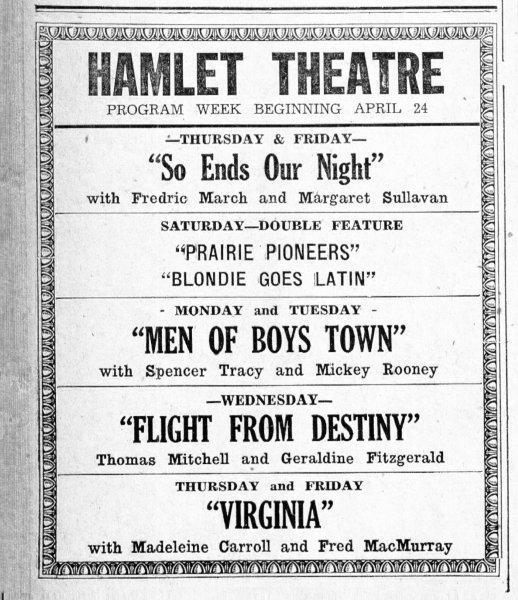 HAMLET THEATRE
PROGRAM WEEK BEGINNING APRIL 24
—THURSDAY & FRIDAY—
"So Ends Our Night"
with Fredric March and Margaret Sullavan
SATURDAY—DOUBLE FEATURE
"PRAIRIE PIONEERS"
"BLONDIE GOES LATIN"
- MONDAY and TUESDAY -
"MEN OF BOYS TOWN"
with Spencer Tracy and Mickey Rooney
—WEDNESDAY—
"FLIGHT FROM DESTINY"
Thomas Mitchell and Geraldine Fitzgerald
THURSDAY and FRIDAY
"VIRGINIA"
with Madeleine Carroll and Fred MacMurray